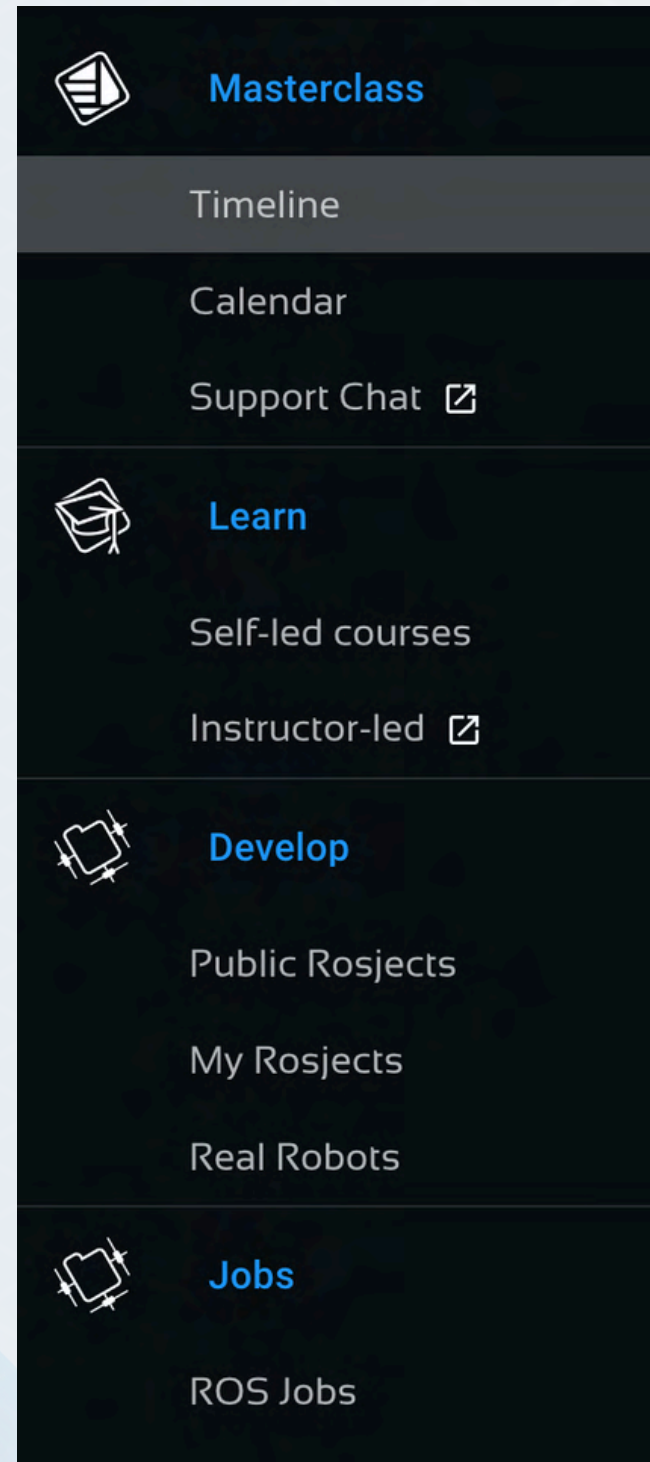 Masterclass
Timeline
Calendar
Support Chat
Learn
Self-led courses
Instructor-led
Develop
Public Rosjects
My Rosjects
Real Robots
Jobs
ROS Jobs